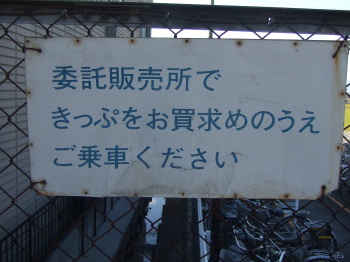 委託販売所で
きっぷをお買求めのうえ
ご乗車ください